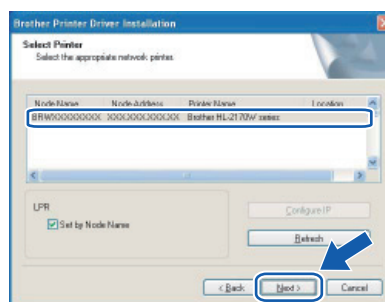 Brother Printer Driver Installation
Select Printer
Select the appropriate network printer.
Node Name Node Address Printer Name Location
BRWXXXXXXXXX XXX.XXX.XXX.XX Brother HL-2170W series
LPR
Set by Node Name
Configure IP
Refresh
< Back Next > Cancel